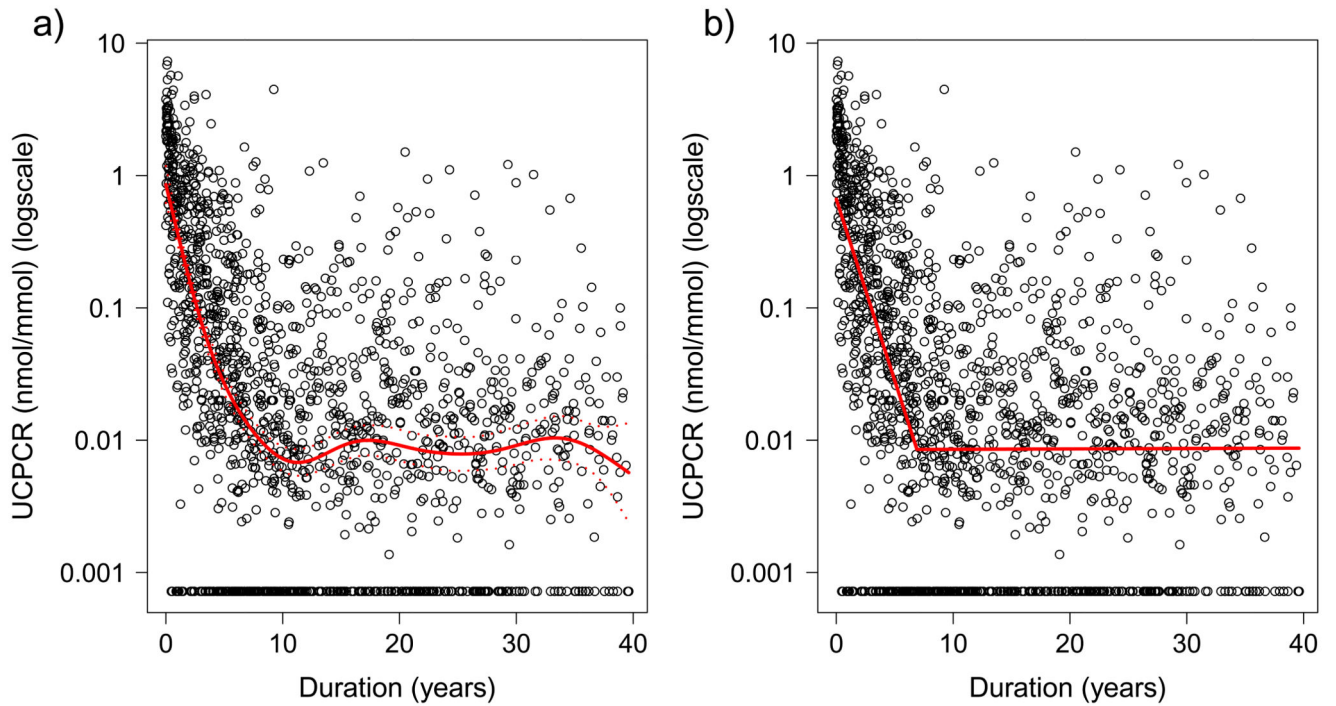 a)
UCPCR (nmol/mmol) (logscale)
10
1
0.1
0.01
0.001
0 10 20 30 40
Duration (years)
b)
UCPCR (nmol/mmol) (logscale)
10
1
0.1
0.01
0.001
0 10 20 30 40
Duration (years)